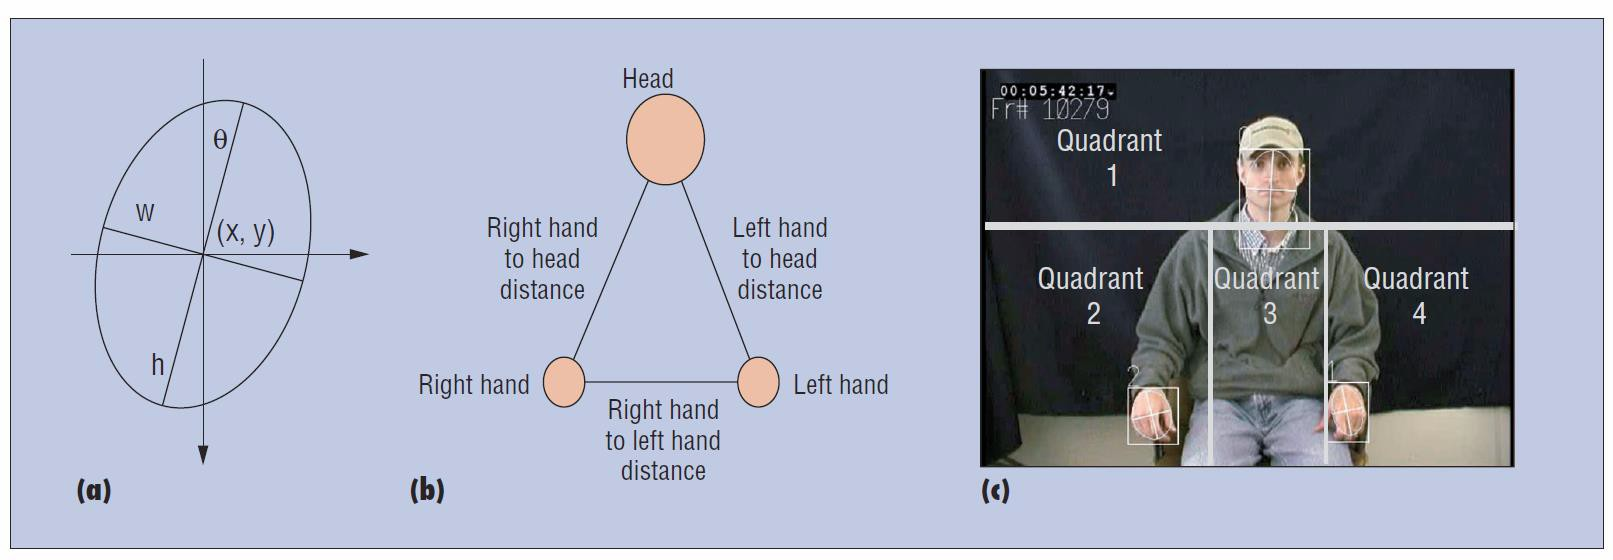 θ
w
(x, y)
h
(a)
Head
Right hand
to head
distance
Left hand
to head
distance
Right hand
Left hand
Right hand
to left hand
distance
(b)
00:05:42:17
Fr# 10279
Quadrant
1
0
Quadrant
2
Quadrant
3
Quadrant
4
2
1
(c)